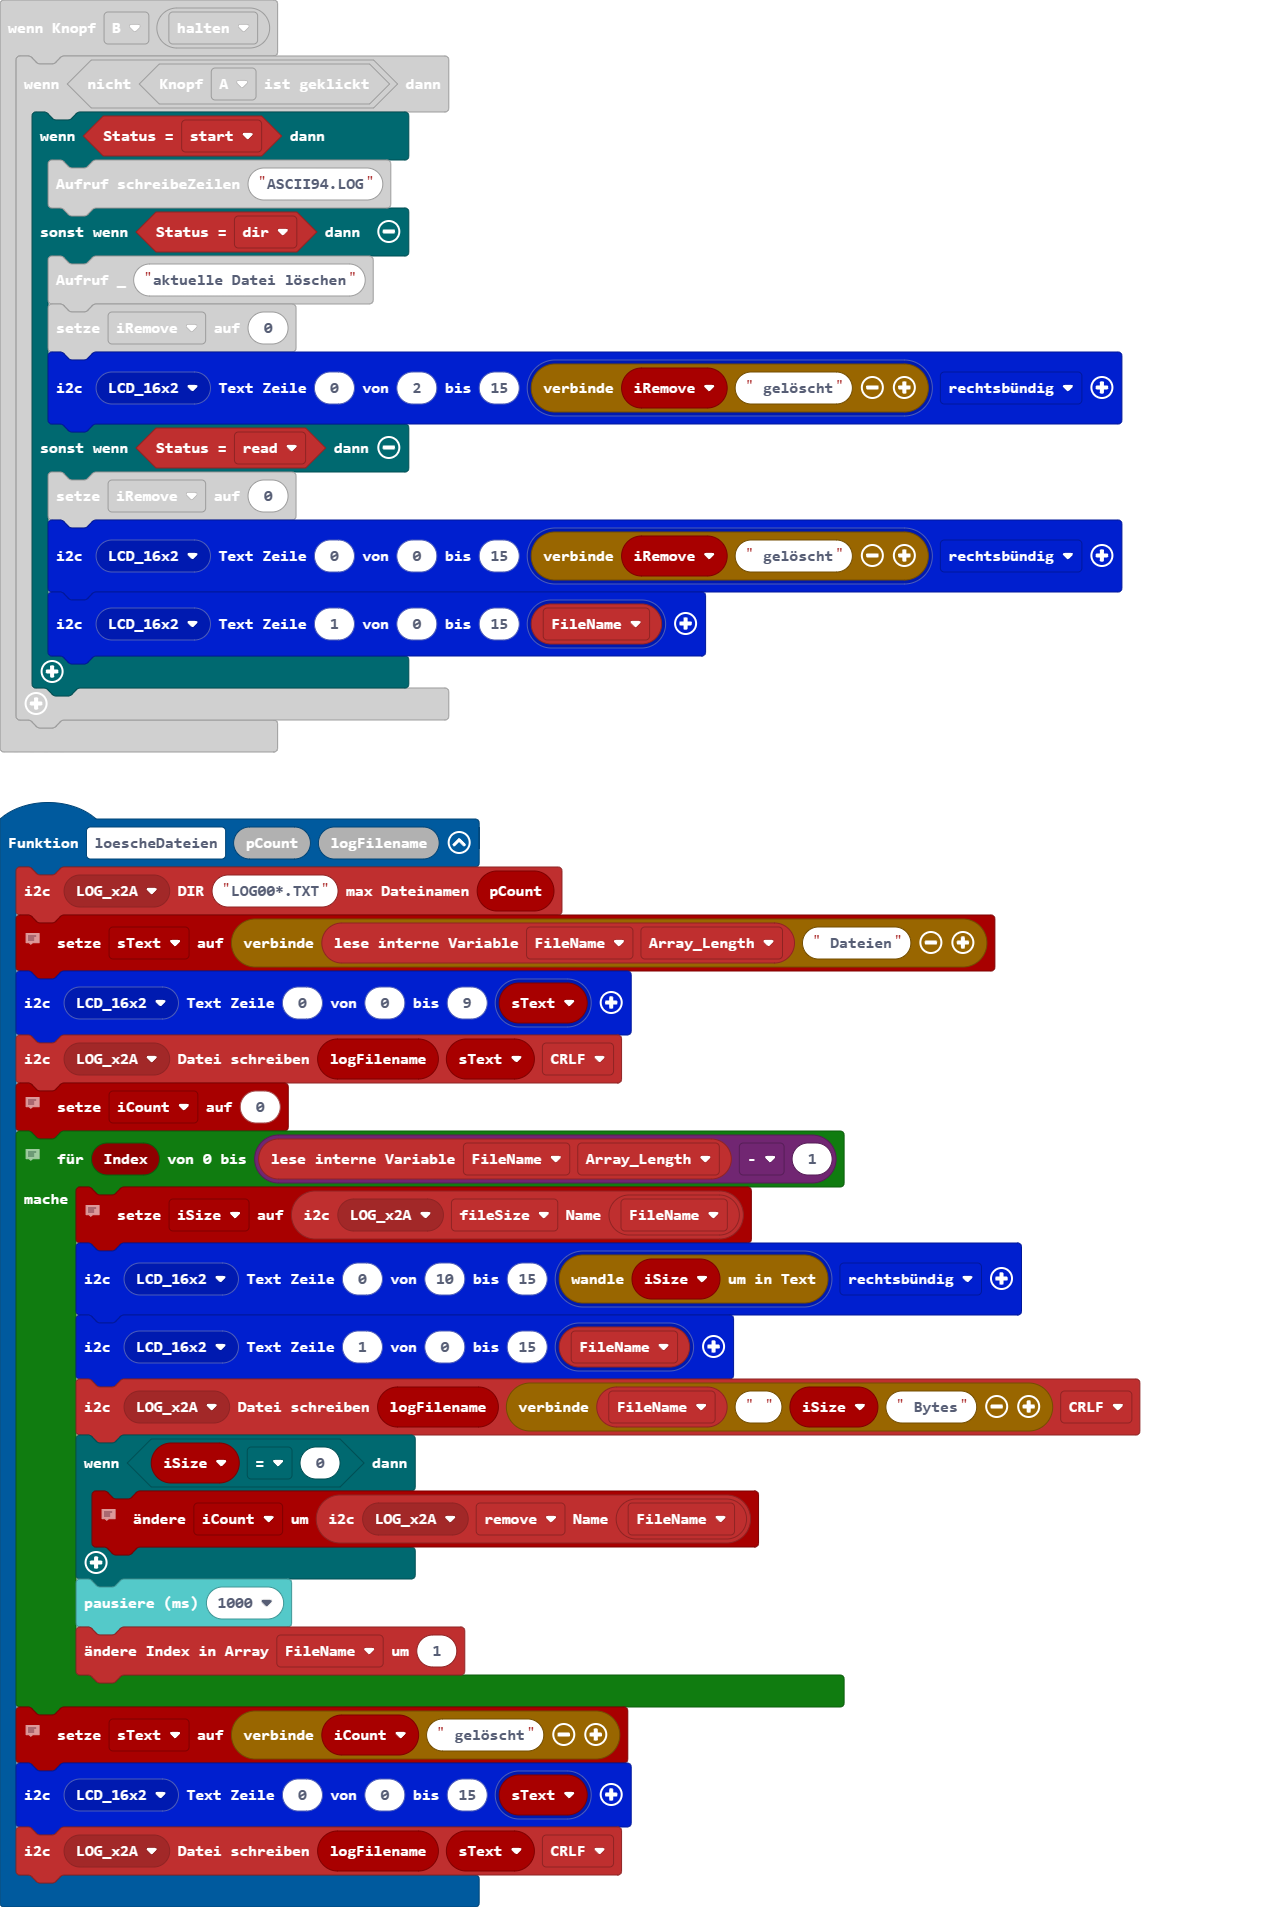 wenn Knopf B halten
wenn nicht Knopf A ist geklickt dann
wenn Status = start dann
Aufruf schreibeZeilen "ASCII94.LOG"
sonst wenn Status = dir dann
Aufruf _ "aktuelle Datei löschen"
setze iRemove auf 0
i2c LCD_16x2 Text Zeile 0 von 2 bis 15 verbinde iRemove " gelöscht" rechtsbündig
sonst wenn Status = read dann
setze iRemove auf 0
i2c LCD_16x2 Text Zeile 0 von 0 bis 15 verbinde iRemove " gelöscht" rechtsbündig
i2c LCD_16x2 Text Zeile 1 von 0 bis 15 FileName
Funktion loescheDateien pCount logFilename
i2c LOG_x2A DIR "LOG00*.TXT" max Dateinamen pCount
setze sText auf verbinde lese interne Variable FileName Array_Length " Dateien"
i2c LCD_16x2 Text Zeile 0 von 0 bis 9 sText
i2c LOG_x2A Datei schreiben logFilename sText CRLF
setze iCount auf 0
für Index von 0 bis lese interne Variable FileName Array_Length - 1
mache
setze iSize auf i2c LOG_x2A fileSize Name FileName
i2c LCD_16x2 Text Zeile 0 von 10 bis 15 wandle iSize um in Text rechtsbündig
i2c LCD_16x2 Text Zeile 1 von 0 bis 15 FileName
i2c LOG_x2A Datei schreiben logFilename verbinde FileName " " iSize " Bytes" CRLF
wenn iSize = 0 dann
ändere iCount um i2c LOG_x2A remove Name FileName
pausiere (ms) 1000
ändere Index in Array FileName um 1
setze sText auf verbinde iCount " gelöscht"
i2c LCD_16x2 Text Zeile 0 von 0 bis 15 sText
i2c LOG_x2A Datei schreiben logFilename sText CRLF